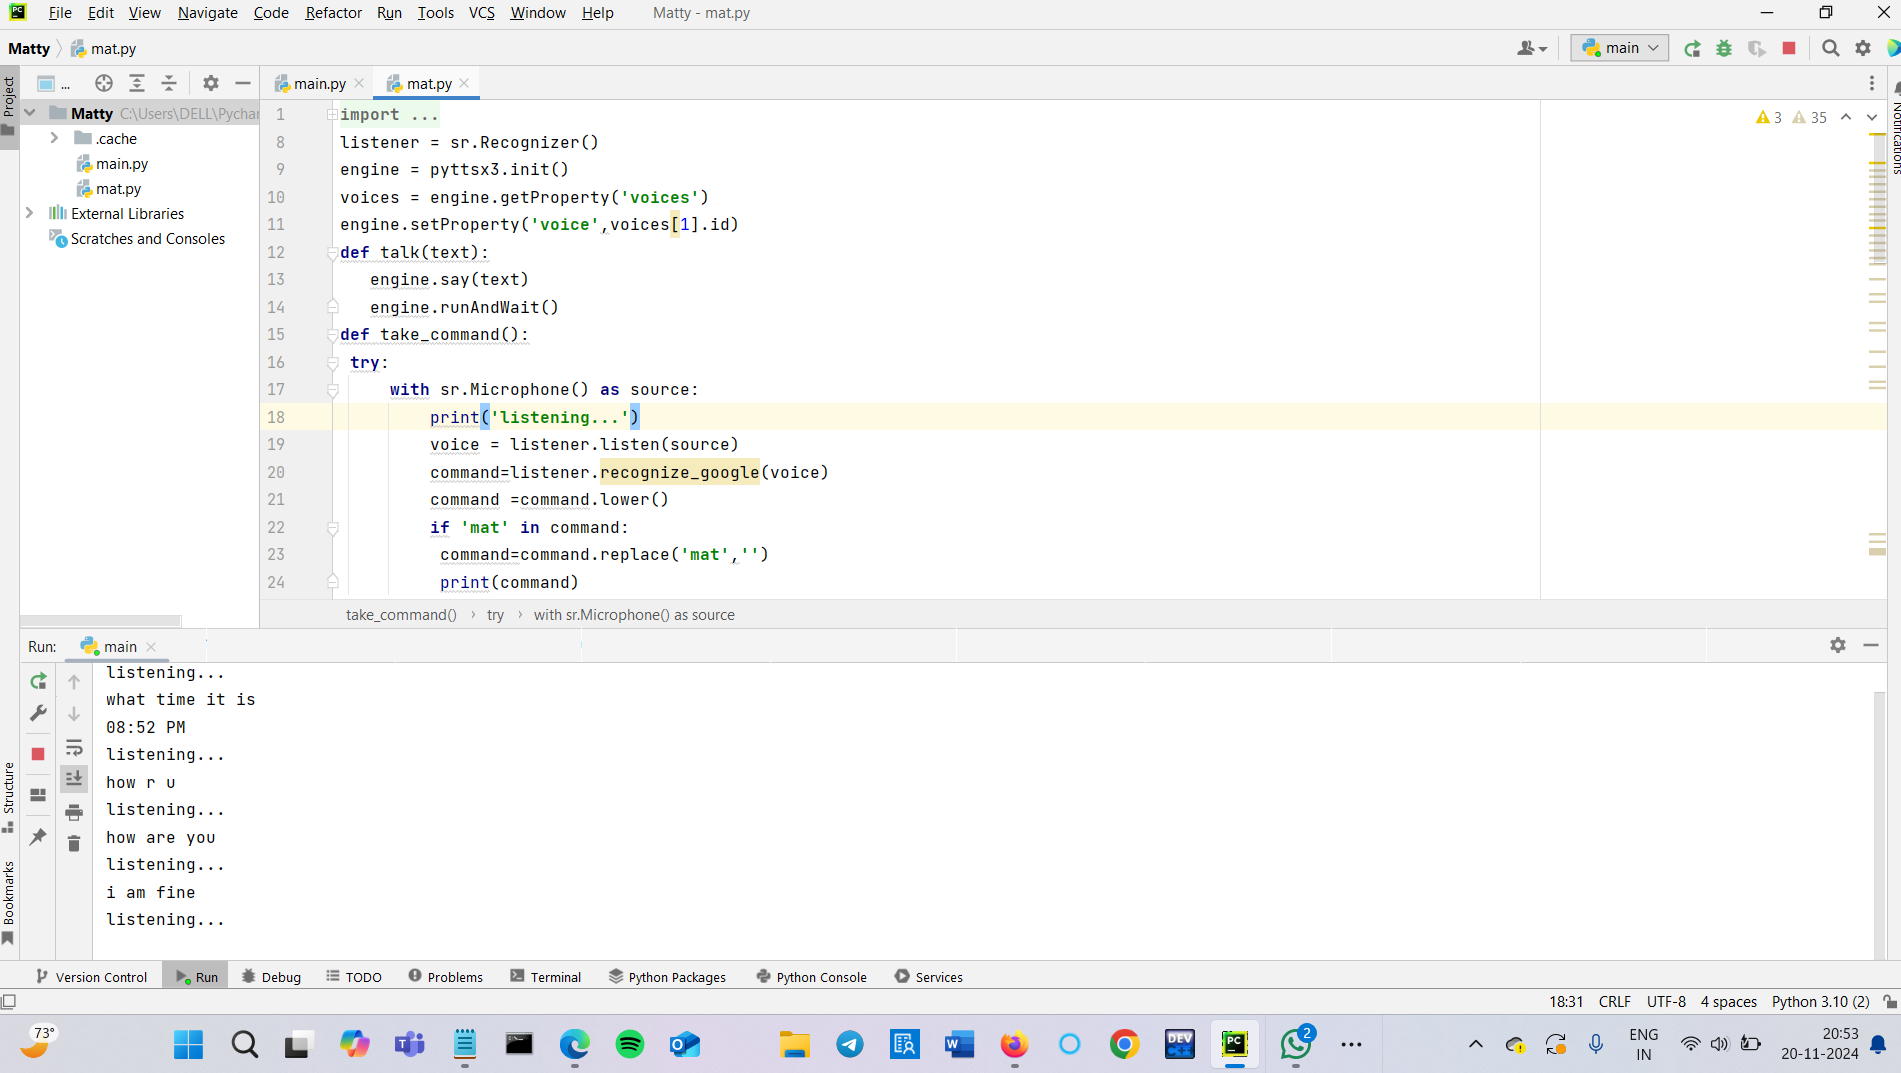 File Edit View Navigate Code Refactor Run Tools VCS Window Help Matty - mat.py
Matty mat.py main
Project ... main.py mat.py
Matty C:\Users\DELL\Pychar
.cache
main.py
mat.py
External Libraries
Scratches and Consoles
Notifications
3 35
1 import ...
8 listener = sr.Recognizer()
9 engine = pyttsx3.init()
10 voices = engine.getProperty('voices')
11 engine.setProperty('voice',voices[1].id)
12 def talk(text):
13 engine.say(text)
14 engine.runAndWait()
15 def take_command():
16 try:
17 with sr.Microphone() as source:
18 print('listening...')
19 voice = listener.listen(source)
20 command=listener.recognize_google(voice)
21 command =command.lower()
22 if 'mat' in command:
23 command=command.replace('mat','')
24 print(command)
take_command() › try › with sr.Microphone() as source
Run: main
listening...
what time it is
08:52 PM
listening...
how r u
listening...
how are you
listening...
i am fine
listening...
Structure
Bookmarks
Version Control Run Debug TODO Problems Terminal Python Packages Python Console Services
18:31 CRLF UTF-8 4 spaces Python 3.10 (2)
73° DEV C++ PC 2 ENG IN 20:53
20-11-2024